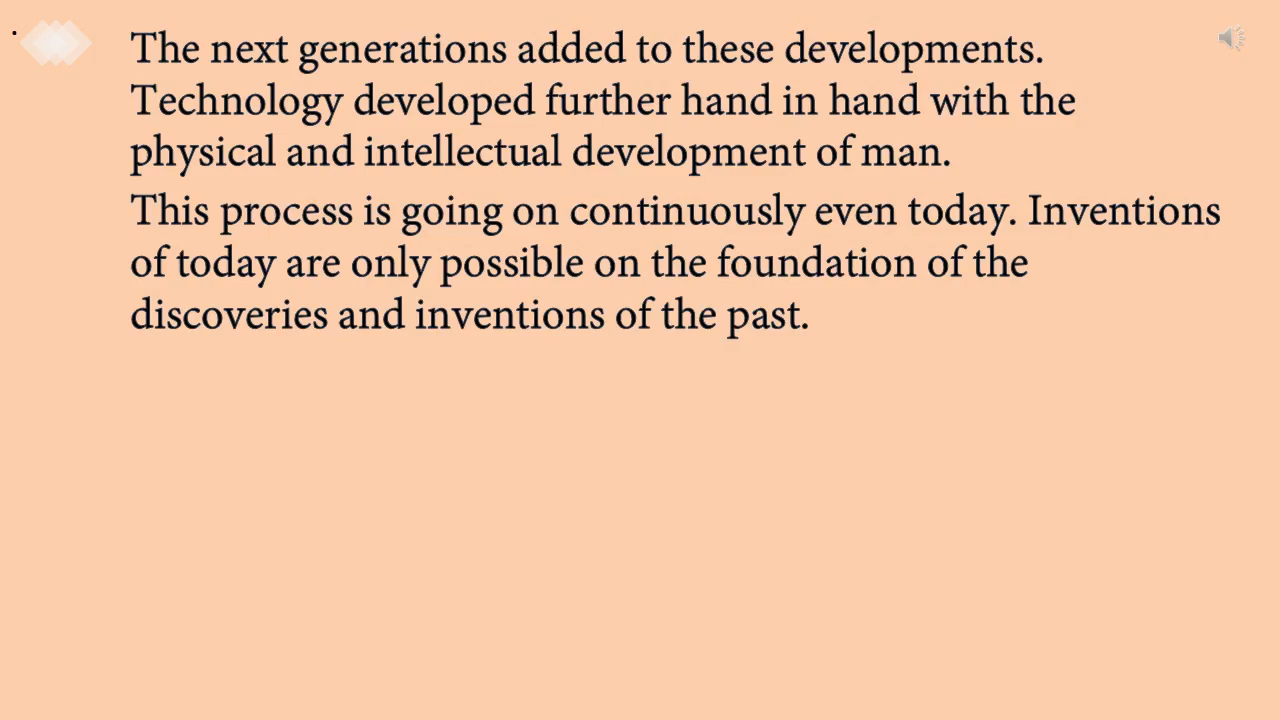 The next generations added to these developments.
Technology developed further hand in hand with the
physical and intellectual development of man.
This process is going on continuously even today. Inventions
of today are only possible on the foundation of the
discoveries and inventions of the past.